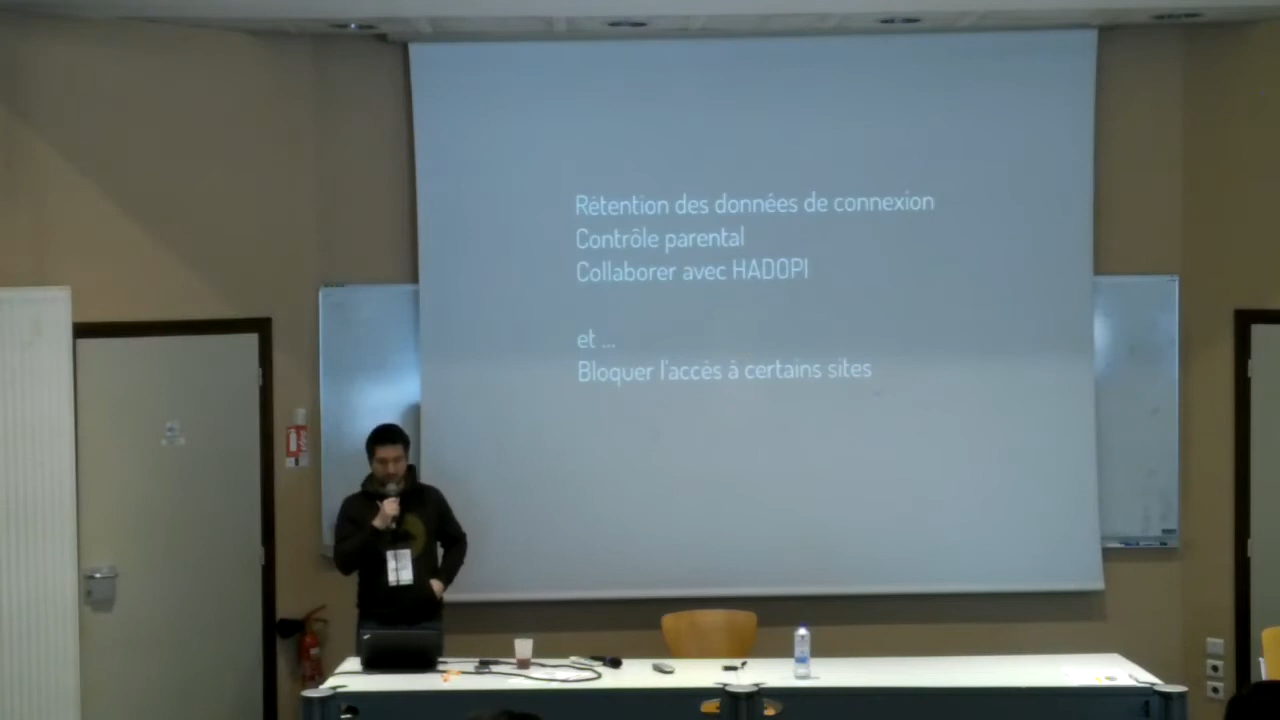 Rétention des données de connexion
Contrôle parental
Collaborer avec HADOPI
et ...
Bloquer l'accès à certains sites